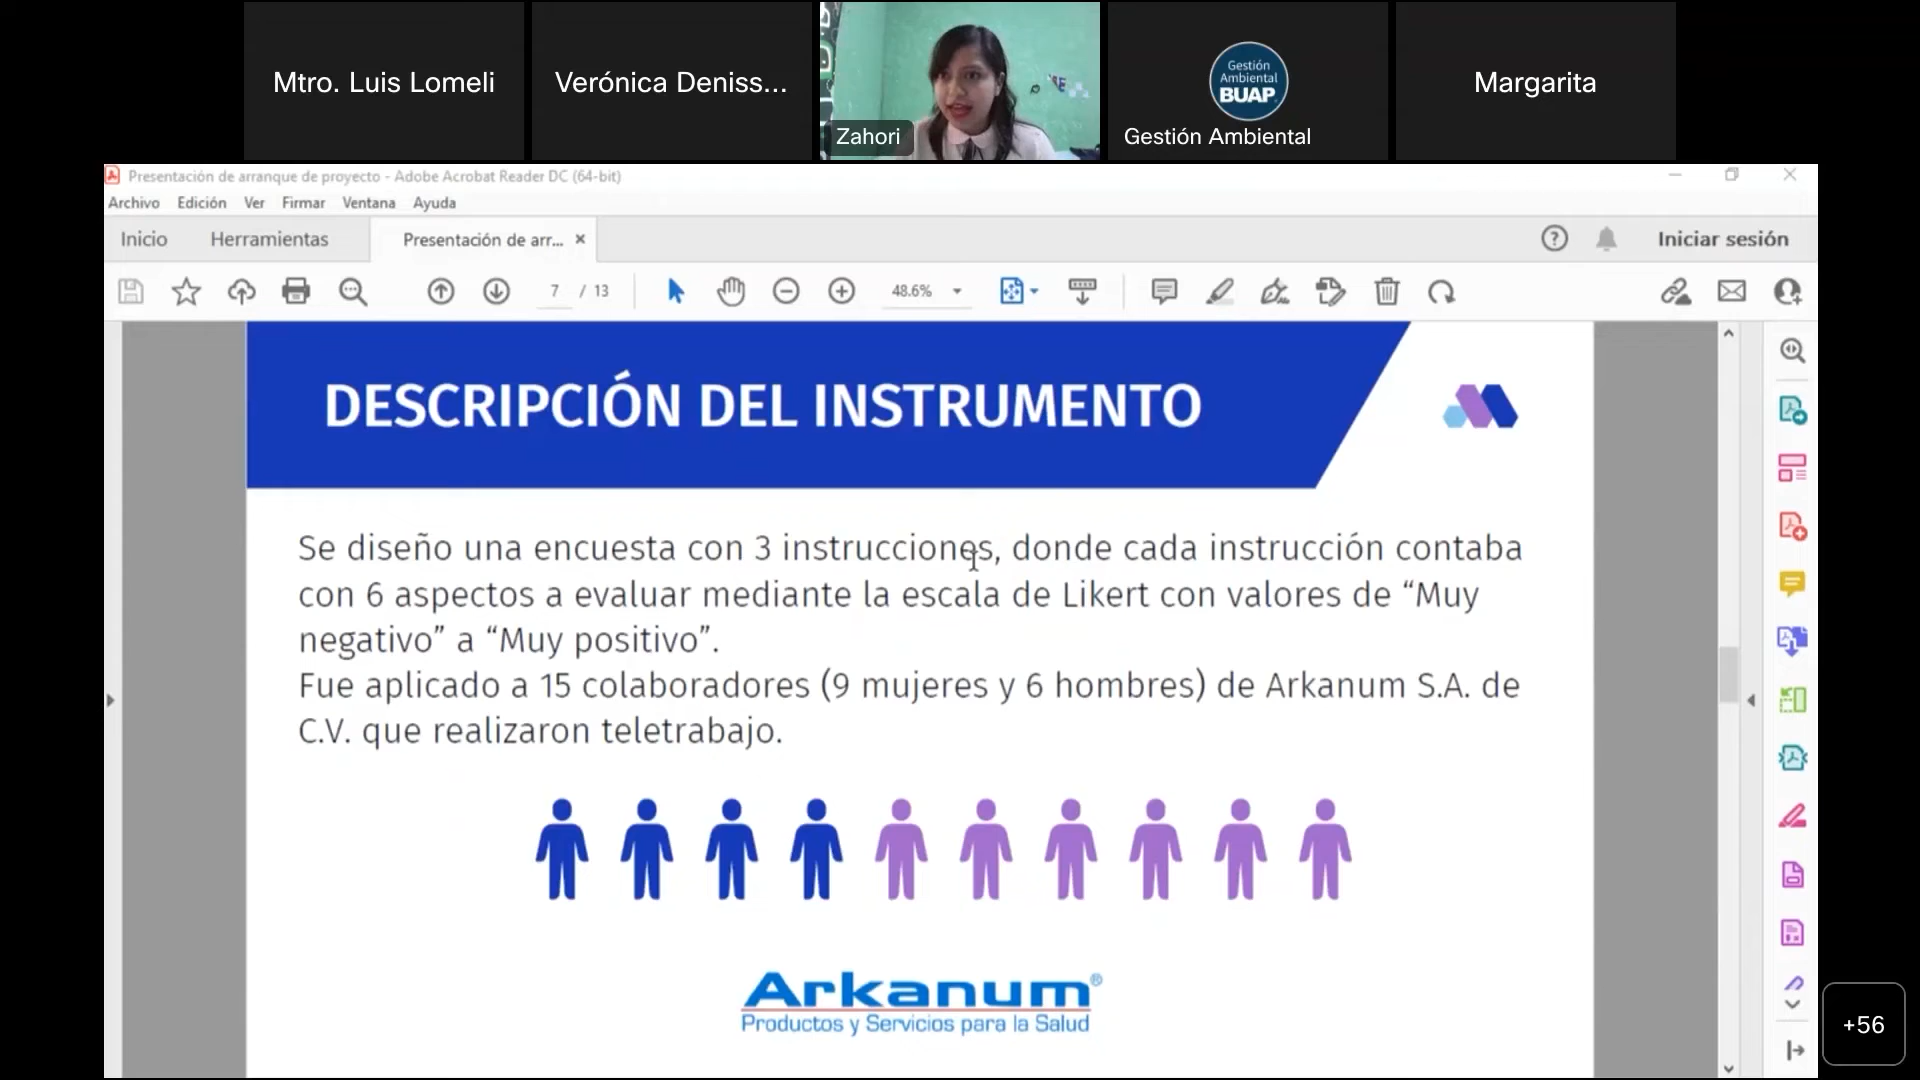 Mtro. Luis Lomeli
Verónica Deniss...
Zahori
Gestión
Ambiental
BUAP
Gestión Ambiental
Margarita
Presentación de arranque de proyecto - Adobe Acrobat Reader DC (64-bit)
Archivo Edición Ver Firmar Ventana Ayuda
Inicio Herramientas Presentación de arr... Iniciar sesión
7 / 13 48.6%
DESCRIPCIÓN DEL INSTRUMENTO
Se diseño una encuesta con 3 instrucciones, donde cada instrucción contaba
con 6 aspectos a evaluar mediante la escala de Likert con valores de “Muy
negativo” a “Muy positivo”.
Fue aplicado a 15 colaboradores (9 mujeres y 6 hombres) de Arkanum S.A. de
C.V. que realizaron teletrabajo.
Arkanum®
Productos y Servicios para la Salud
+56